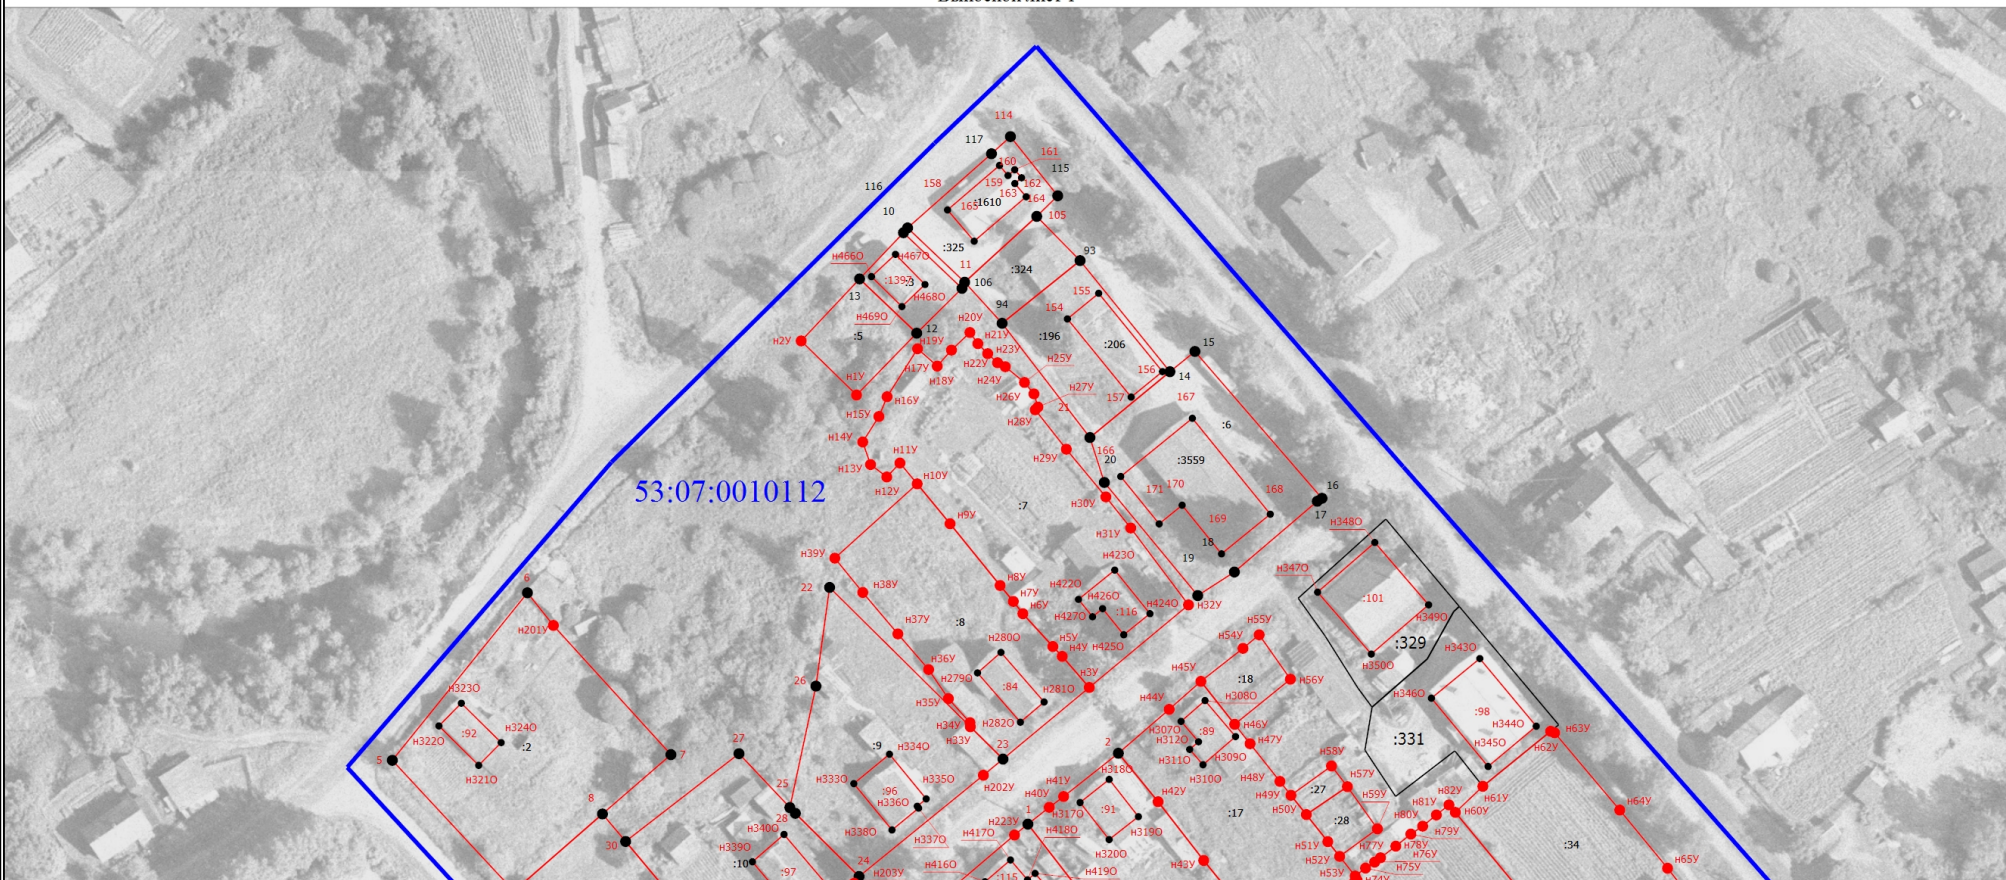 114
117
161
160
115
116
158
159
162
163
164
:1610
165
10
105
:325
н466О
н467О
11
:324
93
:1397
:3
106
13
н468О
155
н469О
94
154
12
н20У
:5
:196
н2У
н19У
н21У
:206
15
н23У
н17У
н22У
н25У
н18У
н24У
156
14
н1У
н27У
н26У
157
167
н16У
21
н15У
н28У
:6
н14У
166
н11У
н29У
20
:3559
н13У
н10У
н12У
53:07:0010112
171
170
16
н30У
168
17
:7
н9У
н31У
169
н348О
18
н423О
19
н39У
н347О
6
н8У
н422О
22
н38У
н7У
н426О
:101
н6У
н427О
:116
н424О
н32У
н349О
:8
н201У
н37У
н55У
н54У
н5У
:329
н280О
н4У
н425О
н343О
н350О
н36У
н45У
н3У
н279О
:84
:18
н56У
26
н281О
н308О
н346О
н323О
н35У
н44У
:98
н282О
н34У
н307О
н46У
н344О
н63У
:89
н324О
н33У
н312О
:92
27
2
н47У
:331
н62У
н322О
:2
:9
н334О
23
н309О
7
н311О
н345О
5
н318О
н58У
н310О
н321О
н333О
н335О
н57У
н48У
н41У
:96
н202У
н49У
:27
н61У
25
н336О
н40У
н42У
н59У
8
1
н82У
н64У
н317О
:91
н50У
н81У
28
н60У
н80У
:17
:28
н338О
н223У
н340О
н337О
н417О
н418О
н319О
н79У
30
н51У
н77У
н78У
:34
н339О
н320О
н52У
н76У
:10
24
н43У
н65У
н416О
н75У
:97
н203У
:115
н419О
н53У
н74У